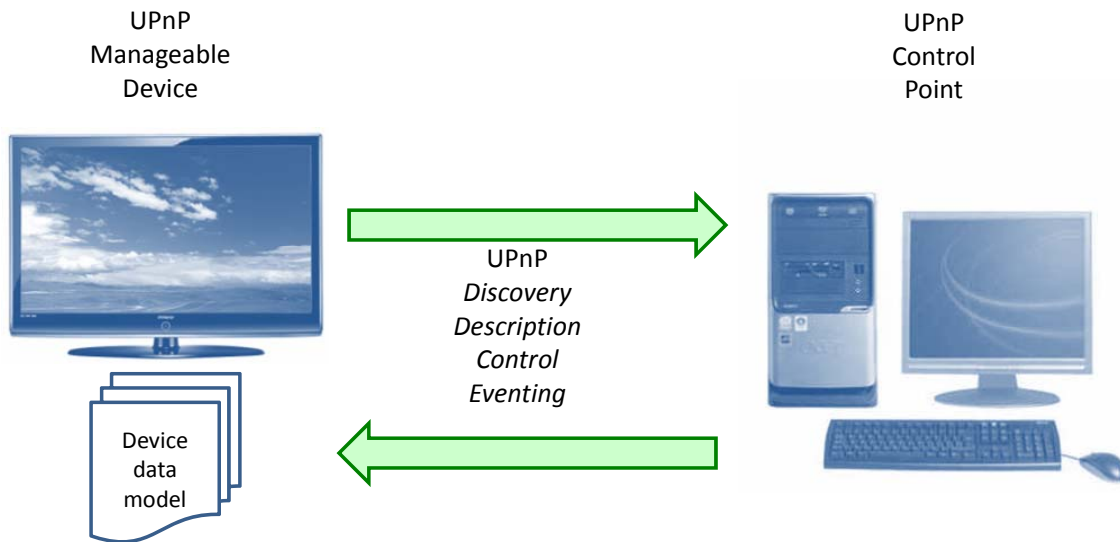 UPnP
Manageable
Device
UPnP
Control
Point
UPnP
Discovery
Description
Control
Eventing
Device
data
model